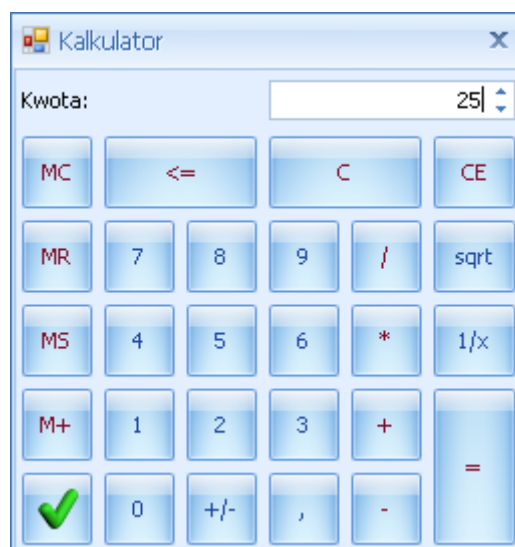 Kalkulator
Kwota: 25
MC <= C CE
MR 7 8 9 / sqrt
MS 4 5 6 * 1/x
M+ 1 2 3 +
=
0 +/- , -